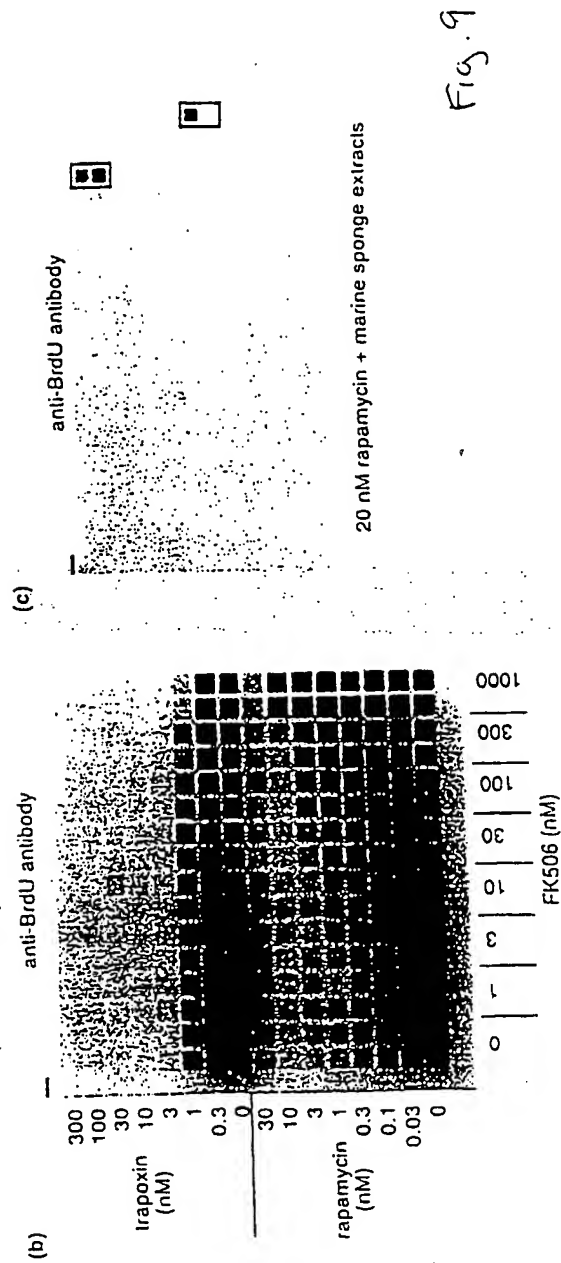 (b)
anti-BrdU antibody
trapoxin
(nM)
300
100
30
10
3
1
0.3
0
rapamycin
(nM)
30
10
3
1
0.3
0.1
0.03
0
0 1 3 10 30 100 300 1000
FK506 (nM)
(c)
anti-BrdU antibody
20 nM rapamycin + marine sponge extracts
Fig. 9